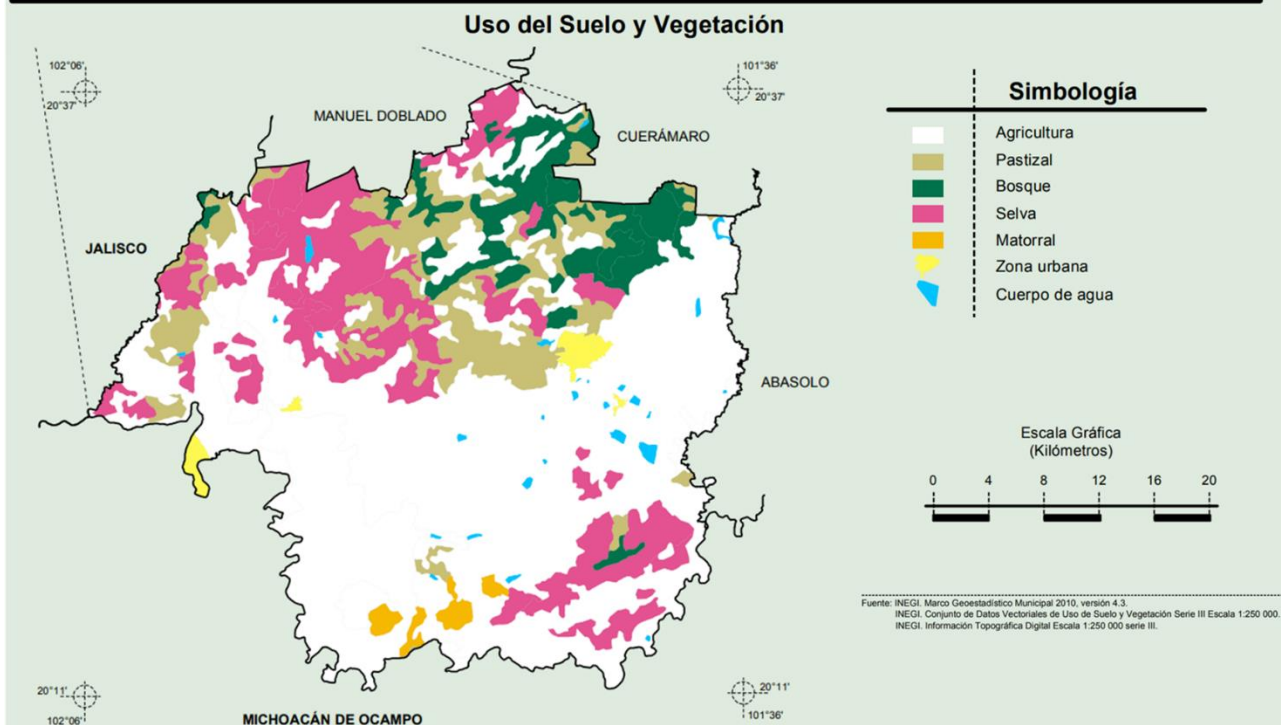 Uso del Suelo y Vegetación
102°06'
20°37'
101°36'
20°37'
MANUEL DOBLADO
CUERÁMARO
JALISCO
ABASOLO
20°11'
102°06'
MICHOACÁN DE OCAMPO
20°11'
101°36'
Simbología
Agricultura
Pastizal
Bosque
Selva
Matorral
Zona urbana
Cuerpo de agua
Escala Gráfica
(Kilómetros)
0 4 8 12 16 20
Fuente: INEGI. Marco Geoestadístico Municipal 2010, versión 4.3.
INEGI. Conjunto de Datos Vectoriales de Uso de Suelo y Vegetación Serie III Escala 1:250 000.
INEGI. Información Topográfica Digital Escala 1:250 000 serie III.